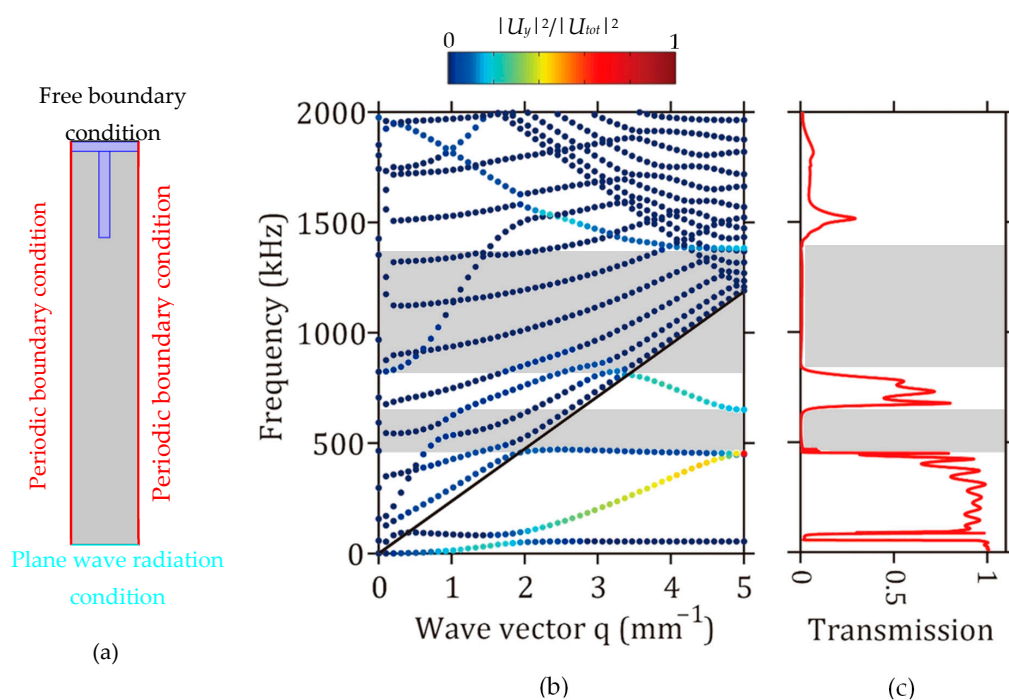 Free boundary
condition
Periodic boundary condition
Periodic boundary condition
Plane wave radiation
condition
(a)
|U_y|²/|U_tot|²
0 1
Frequency (kHz)
2000
1500
1000
500
0
0 1 2 3 4 5
Wave vector q (mm⁻¹)
(b)
0 0.5 1
Transmission
(c)